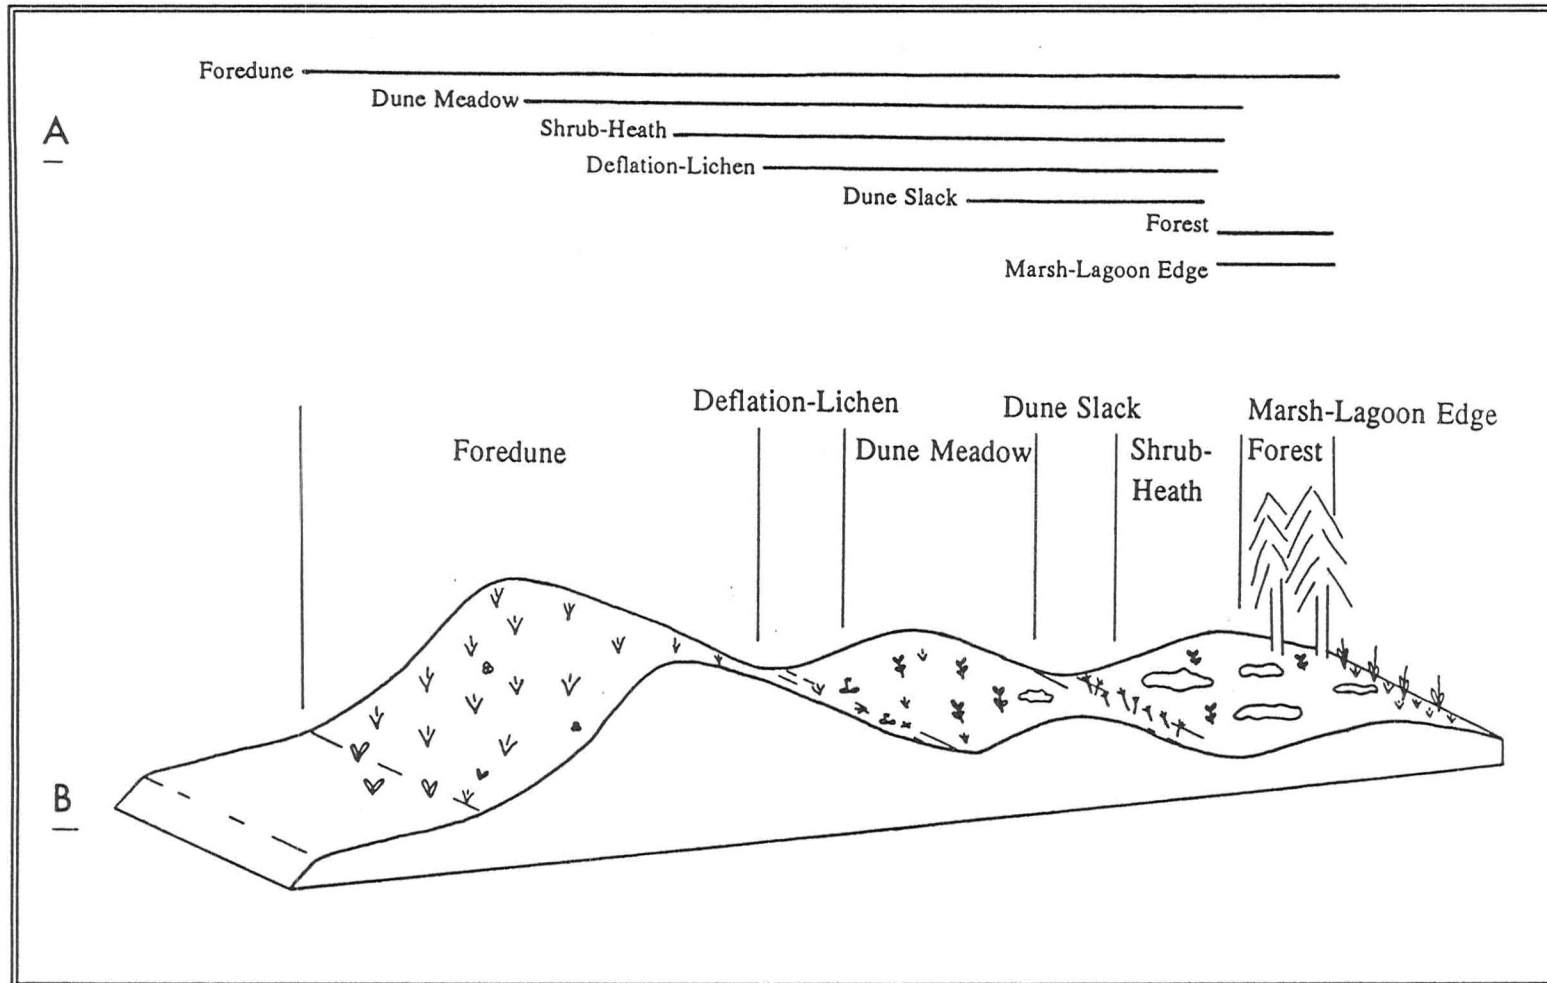 Foredune
Dune Meadow
A
Shrub-Heath
Deflation-Lichen
Dune Slack
Forest
Marsh-Lagoon Edge
Deflation-Lichen
Dune Slack
Marsh-Lagoon Edge
Foredune
Dune Meadow
Shrub-
Heath
Forest
B